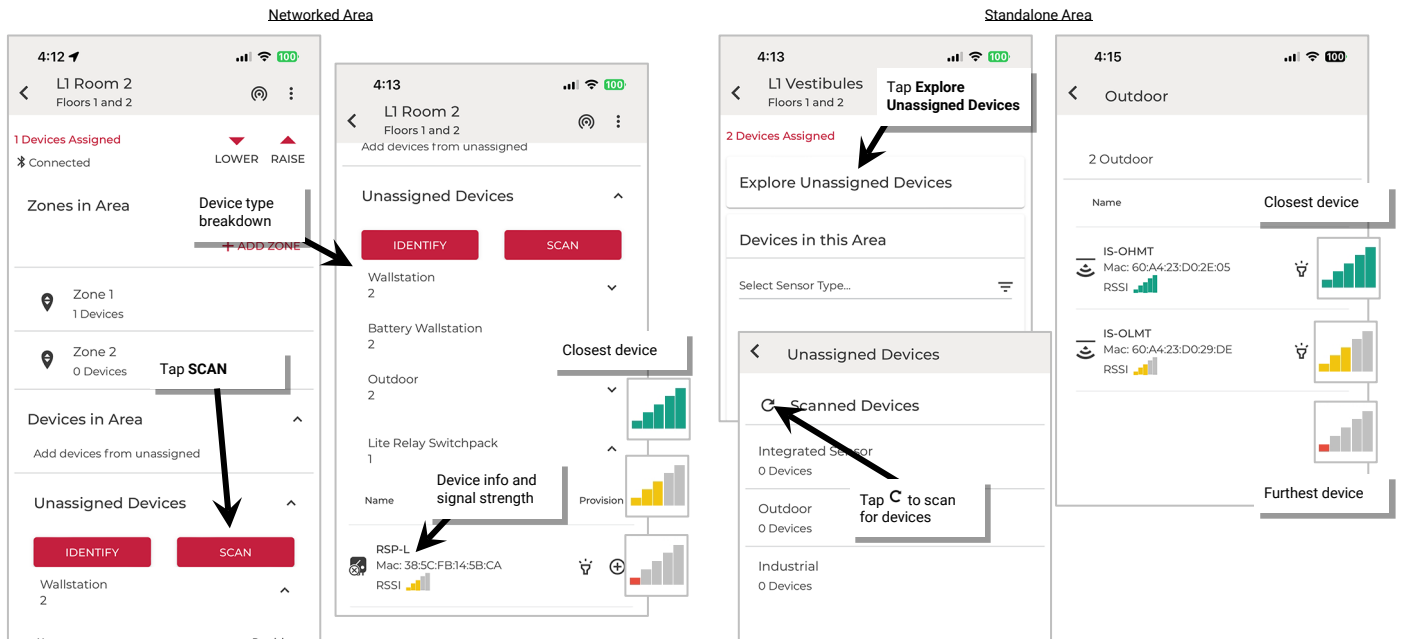 Networked Area
Standalone Area
4:12
100
L1 Room 2
Floors 1 and 2
1 Devices Assigned
Connected
LOWER RAISE
Zones in Area
+ ADD ZONE
Zone 1
1 Devices
Zone 2
0 Devices
Devices in Area
Add devices from unassigned
Unassigned Devices
IDENTIFY SCAN
Wallstation
2
Device type
breakdown
Tap SCAN
4:13
100
L1 Room 2
Floors 1 and 2
Add devices from unassigned
Unassigned Devices
IDENTIFY SCAN
Wallstation
2
Battery Wallstation
2
Outdoor
2
Lite Relay Switchpack
1
Name Provision
RSP-L
Mac: 38:5C:FB:14:5B:CA
RSSI
Closest device
Device info and
signal strength
4:13
100
L1 Vestibules
Floors 1 and 2
Tap Explore
Unassigned Devices
2 Devices Assigned
Explore Unassigned Devices
Devices in this Area
Select Sensor Type...
Unassigned Devices
Scanned Devices
Integrated Sensor
0 Devices
Outdoor
0 Devices
Industrial
0 Devices
Tap C to scan
for devices
4:15
100
Outdoor
2 Outdoor
Name
Closest device
IS-OHMT
Mac: 60:A4:23:D0:2E:05
RSSI
IS-OLMT
Mac: 60:A4:23:D0:29:DE
RSSI
Furthest device